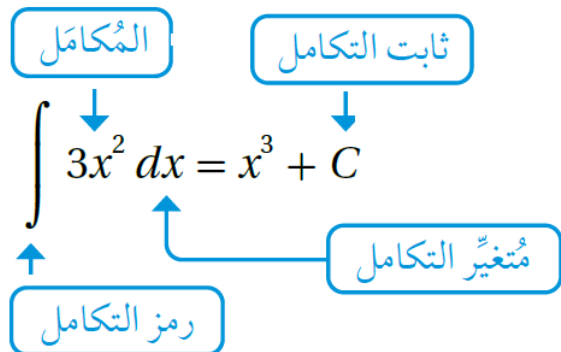 المُكامَل
ثابت التكامل
∫ 3x² dx = x³ + C
مُتغيِّر التكامل
رمز التكامل